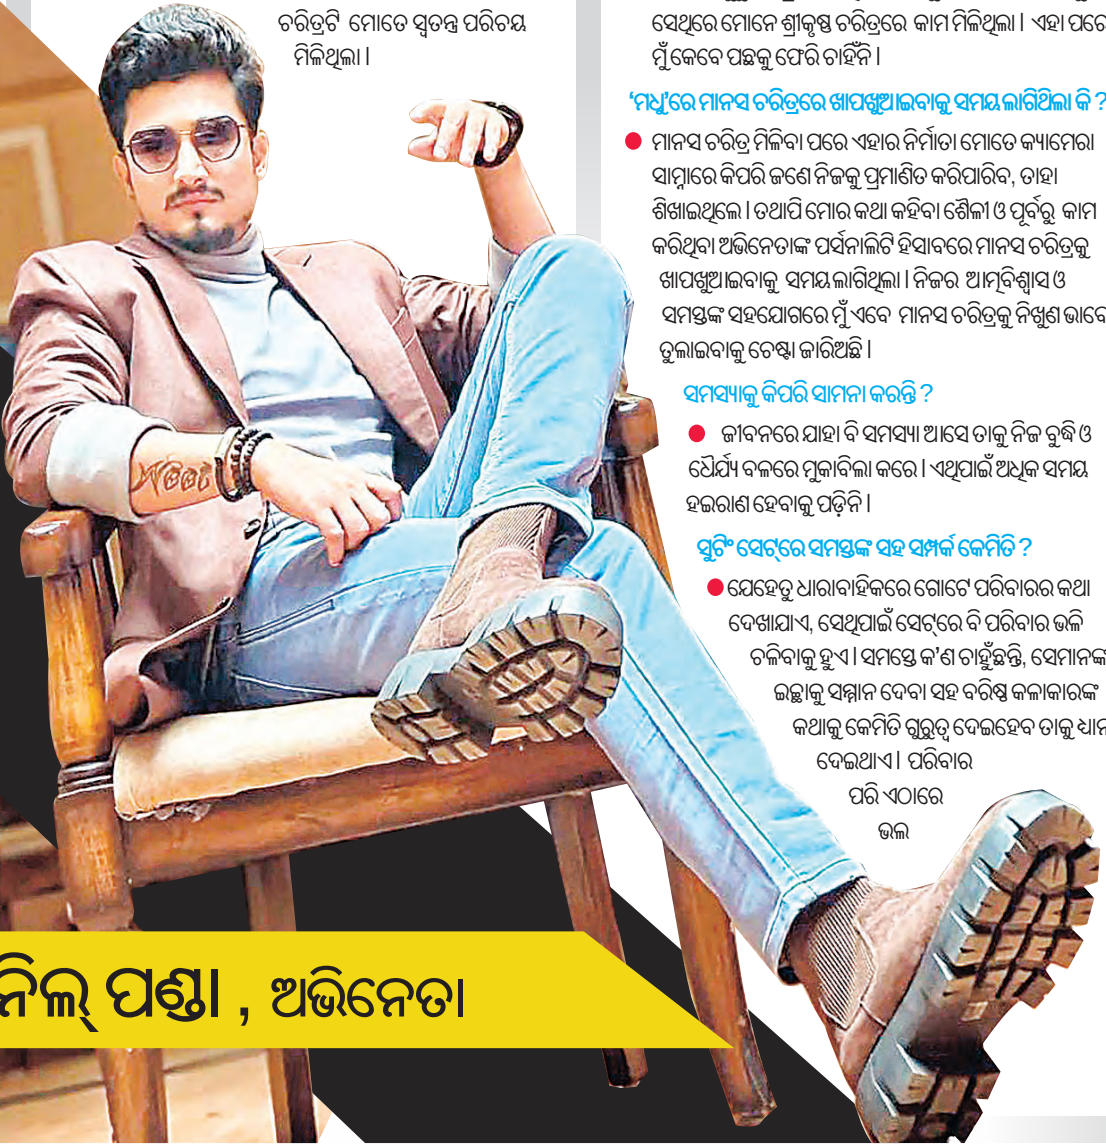 ଚରିତ୍ରଟି ମୋତେ ସ୍ୱତନ୍ତ୍ର ପରିଚୟ
ମିଳିଥିଲା ।
ସେଥିରେ ମୋନେ ଶ୍ରୀକୃଷ୍ଣ ଚରିତ୍ରରେ କାମ ମିଳିଥିଲା । ଏହା ପରେ
ମୁଁ କେବେ ପଛକୁ ଫେରି ଚାହିଁନି ।
‘ମଧୁ’ରେ ମାନସ ଚରିତ୍ରରେ ଖାପଖୁଆଇବାକୁ ସମୟ ଲାଗିଥିଲା କି ?
● ମାନସ ଚରିତ୍ର ମିଳିବା ପରେ ଏହାର ନିର୍ମାତା ମୋତେ କ୍ୟାମେରା
ସାମ୍ନାରେ କିପରି ଜଣେ ନିଜକୁ ପ୍ରମାଣିତ କରିପାରିବ, ତାହା
ଶିଖାଇଥିଲେ । ତଥାପି ମୋର କଥା କହିବା ଶୈଳୀ ଓ ପୂର୍ବରୁ କାମ
କରିଥିବା ଅଭିନେତାଙ୍କ ପର୍ସନାଲିଟି ହିସାବରେ ମାନସ ଚରିତ୍ରକୁ
ଖାପଖୁଆଇବାକୁ ସମୟ ଲାଗିଥିଲା । ନିଜର ଆତ୍ମବିଶ୍ୱାସ ଓ
ସମସ୍ତଙ୍କ ସହଯୋଗରେ ମୁଁ ଏବେ ମାନସ ଚରିତ୍ରକୁ ନିଖୁଣ ଭାବେ
ତୁଲାଇବାକୁ ଚେଷ୍ଟା ଜାରିଅଛି ।
ସମସ୍ୟାକୁ କିପରି ସାମନା କରନ୍ତି ?
● ଜୀବନରେ ଯାହା ବି ସମସ୍ୟା ଆସେ ତାକୁ ନିଜ ବୁଦ୍ଧି ଓ
ଧୈର୍ଯ୍ୟ ବଳରେ ମୁକାବିଲା କରେ । ଏଥିପାଇଁ ଅଧିକ ସମୟ
ହଇରାଣ ହେବାକୁ ପଡ଼ିନି ।
ସୁଟିଂ ସେଟ୍‌ରେ ସମସ୍ତଙ୍କ ସହ ସମ୍ପର୍କ କେମିତି ?
● ଯେହେତୁ ଧାରାବାହିକରେ ଗୋଟେ ପରିବାରର କଥା
ଦେଖାଯାଏ, ସେଥିପାଇଁ ସେଟ୍‌ରେ ବି ପରିବାର ଭଳି
ଚଳିବାକୁ ହୁଏ । ସମସ୍ତେ କ’ଣ ଚାହୁଁଛନ୍ତି, ସେମାନଙ୍କ
ଇଚ୍ଛାକୁ ସମ୍ମାନ ଦେବା ସହ ବରିଷ୍ଠ କଳାକାରଙ୍କ
କଥାକୁ କେମିତି ଗୁରୁତ୍ୱ ଦେଇହେବ ତାକୁ ଧ୍ୟାନ
ଦେଇଥାଏ । ପରିବାର
ପରି ଏଠାରେ
ଭଲ
ନିଲ୍ ପଣ୍ଡା , ଅଭିନେତା